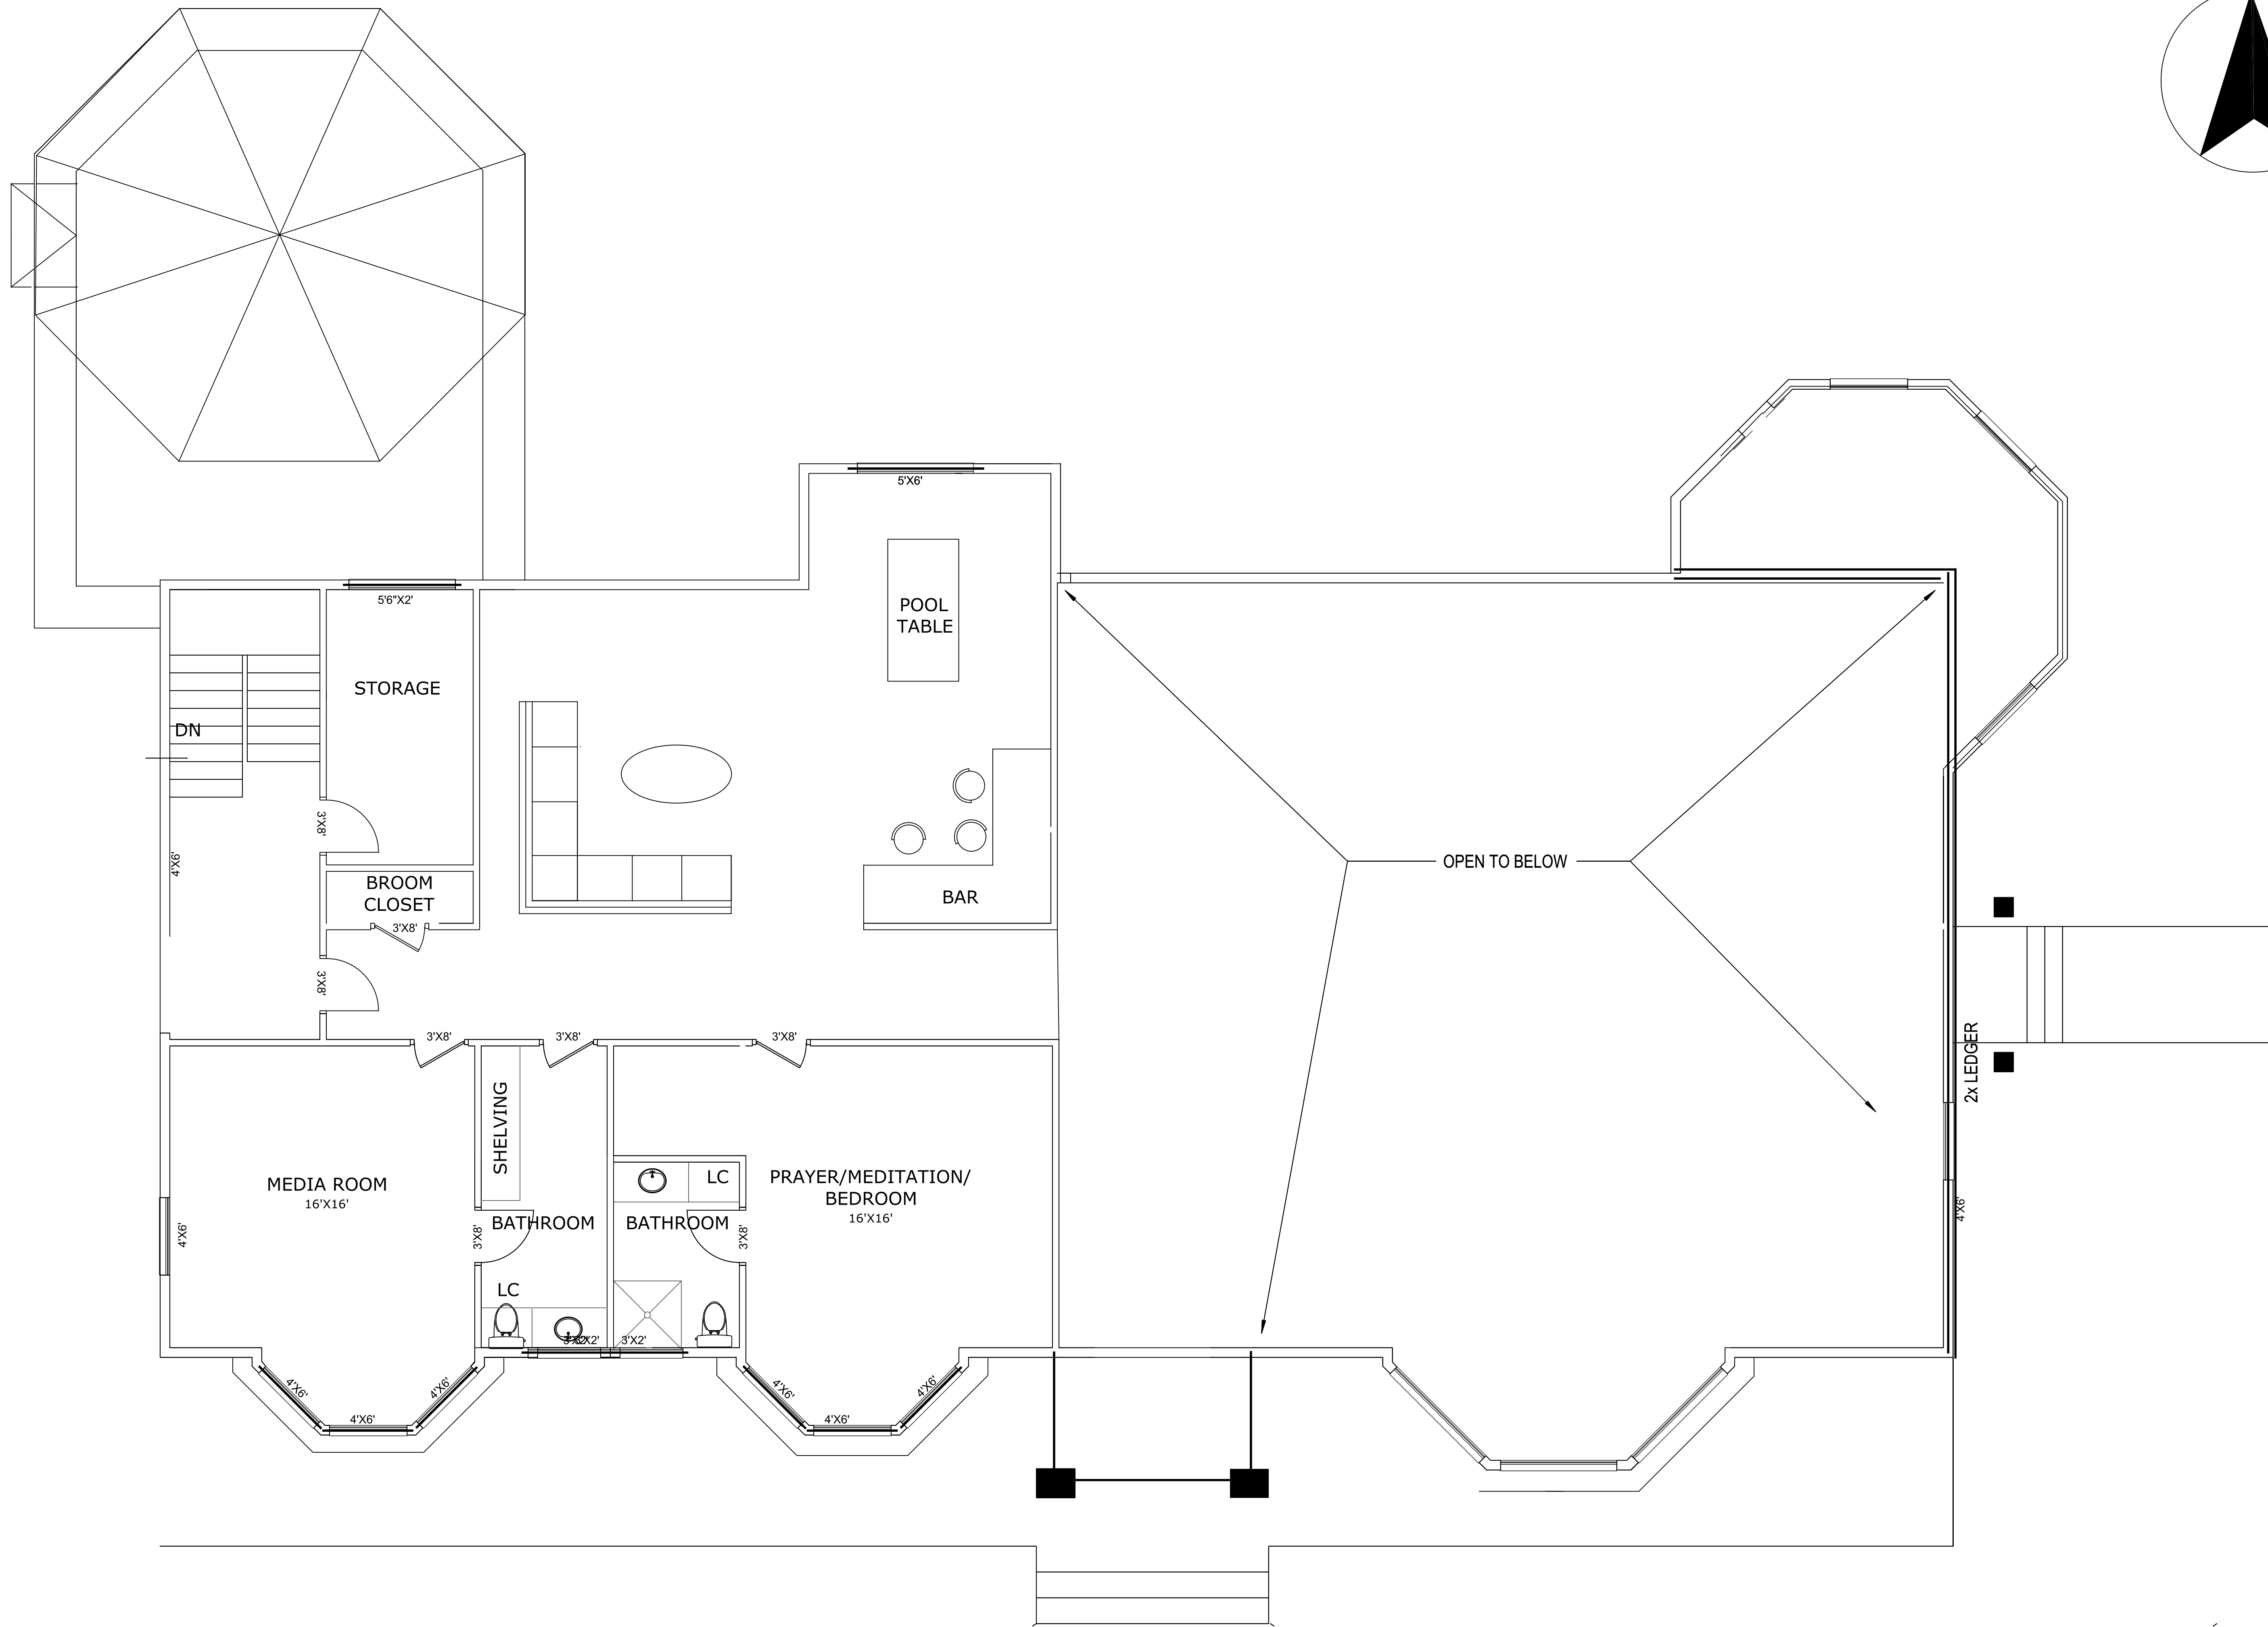 5'X6'
5'6"X2'
POOL
TABLE
STORAGE
DN
3'X8'
4'X6'
OPEN TO BELOW
BROOM
CLOSET
BAR
3'X8'
3'X8'
3'X8'
3'X8'
3'X8'
2x LEDGER
SHELVING
MEDIA ROOM
16'X16'
LC
PRAYER/MEDITATION/
BEDROOM
16'X16'
4'X6'
BATHROOM
BATHROOM
3'X8'
3'X8'
4'X6'
LC
3'X2'
3'X2'
4'X6'
4'X6'
4'X6'
4'X6'
4'X6'
4'X6'